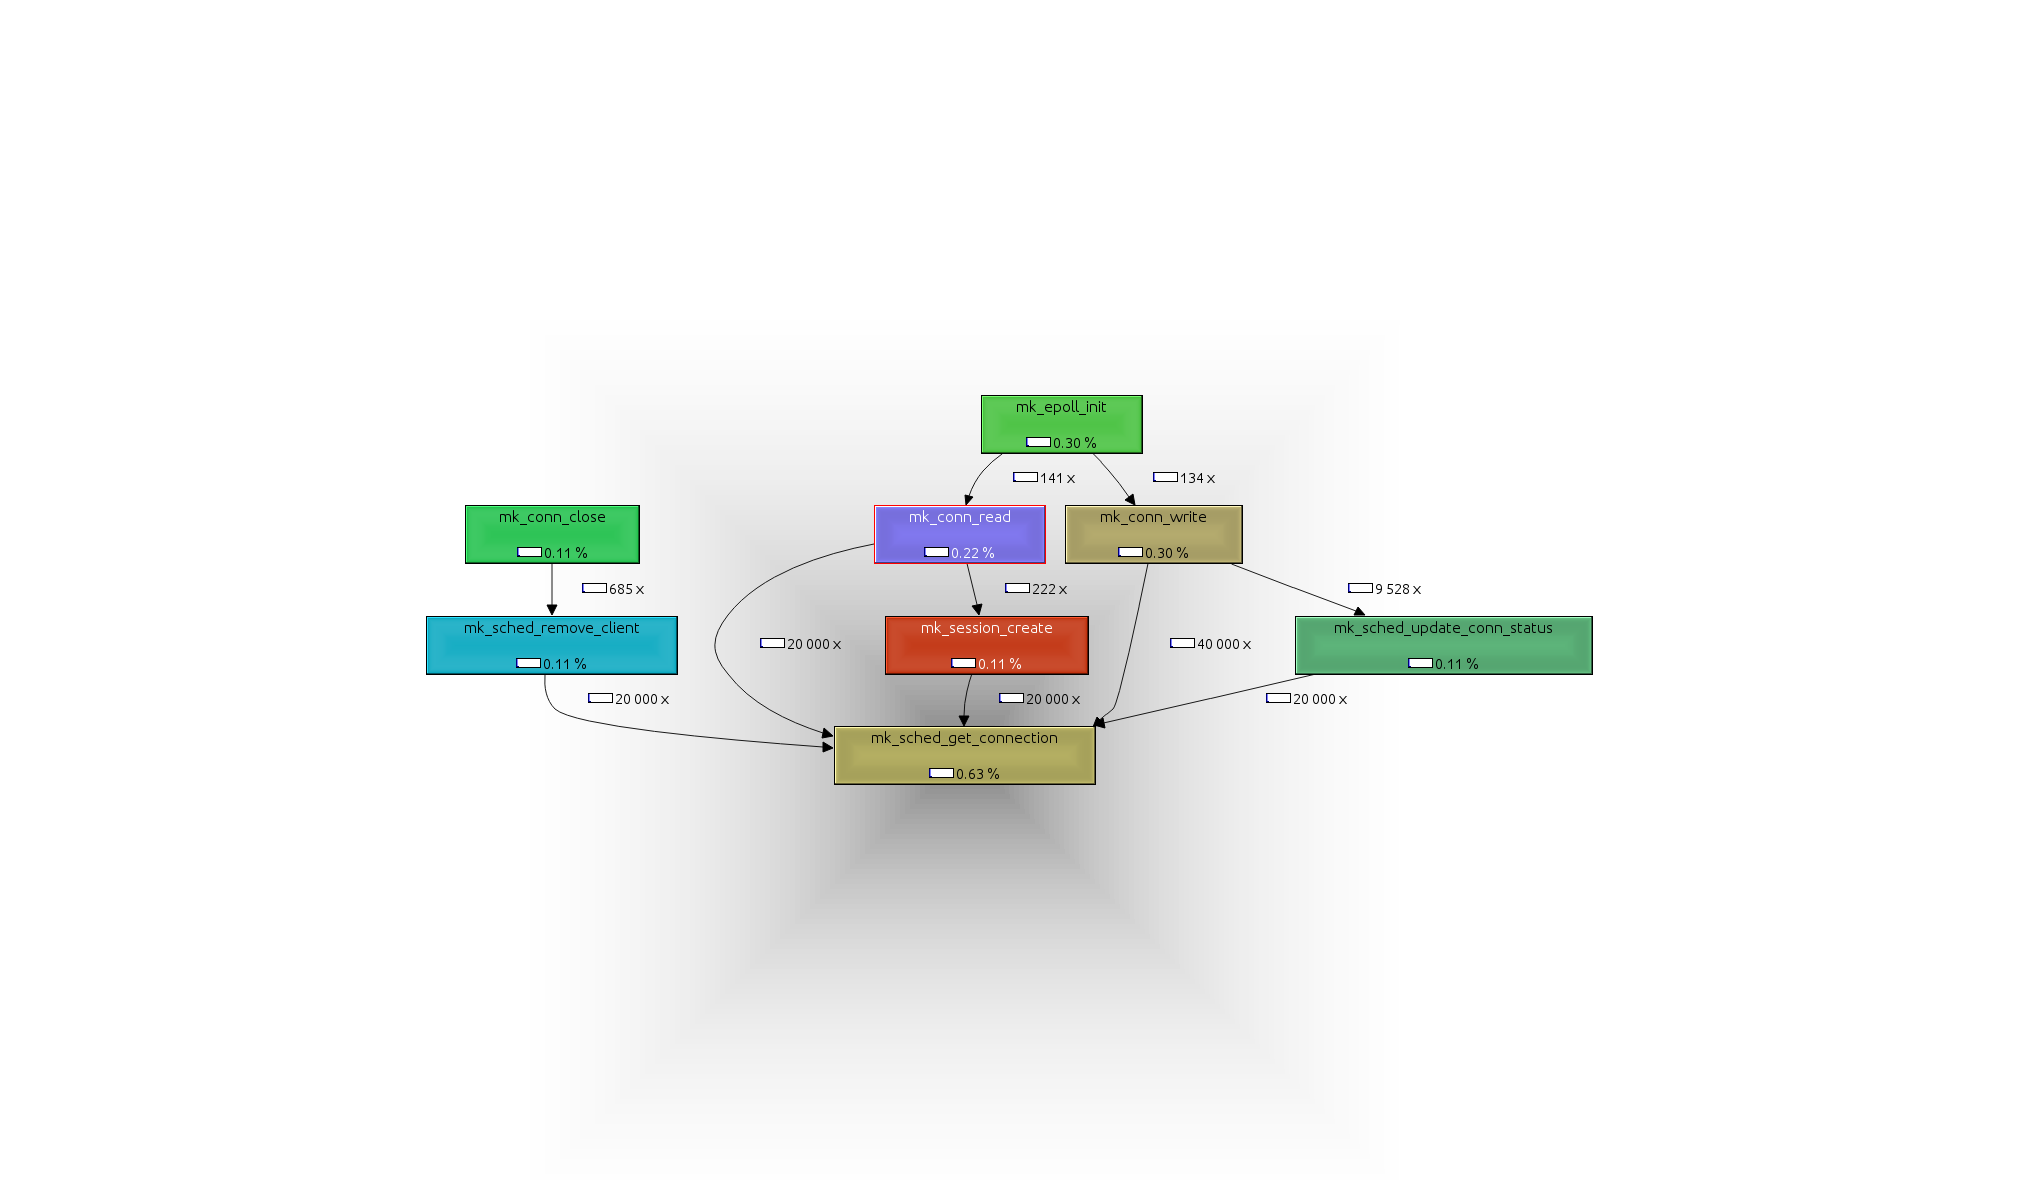 mk_epoll_init
0.30 %
141 x
134 x
mk_conn_close
0.11 %
mk_conn_read
0.22 %
mk_conn_write
0.30 %
685 x
222 x
9 528 x
mk_sched_remove_client
0.11 %
20 000 x
mk_session_create
0.11 %
40 000 x
mk_sched_update_conn_status
0.11 %
20 000 x
20 000 x
20 000 x
mk_sched_get_connection
0.63 %